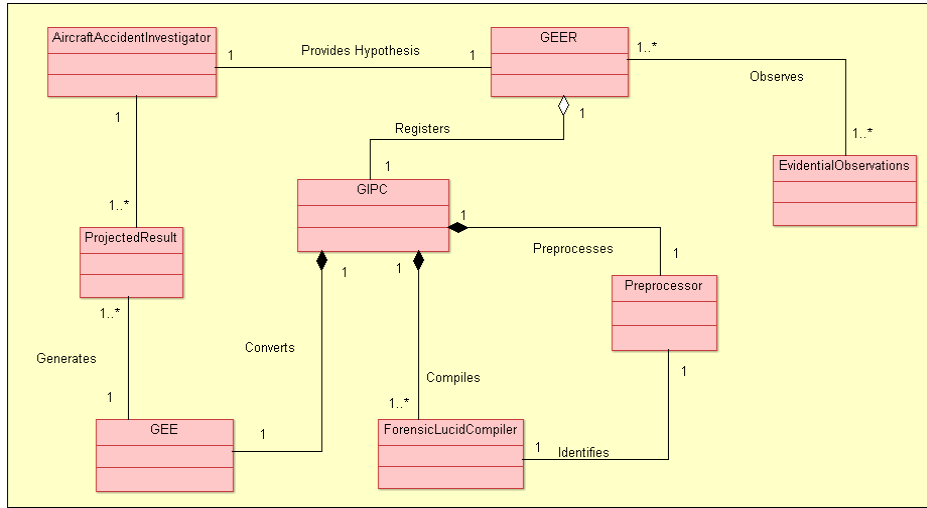 AircraftAccidentInvestigator
GEER
1
Provides Hypothesis
1
1..*
Observes
1
1
Registers
1..*
1
EvidentialObservations
GIPC
1..*
1
ProjectedResult
Preprocesses
1
1
1
Preprocessor
1..*
Converts
Generates
1
Compiles
1
1..*
GEE
1
ForensicLucidCompiler
1
Identifies